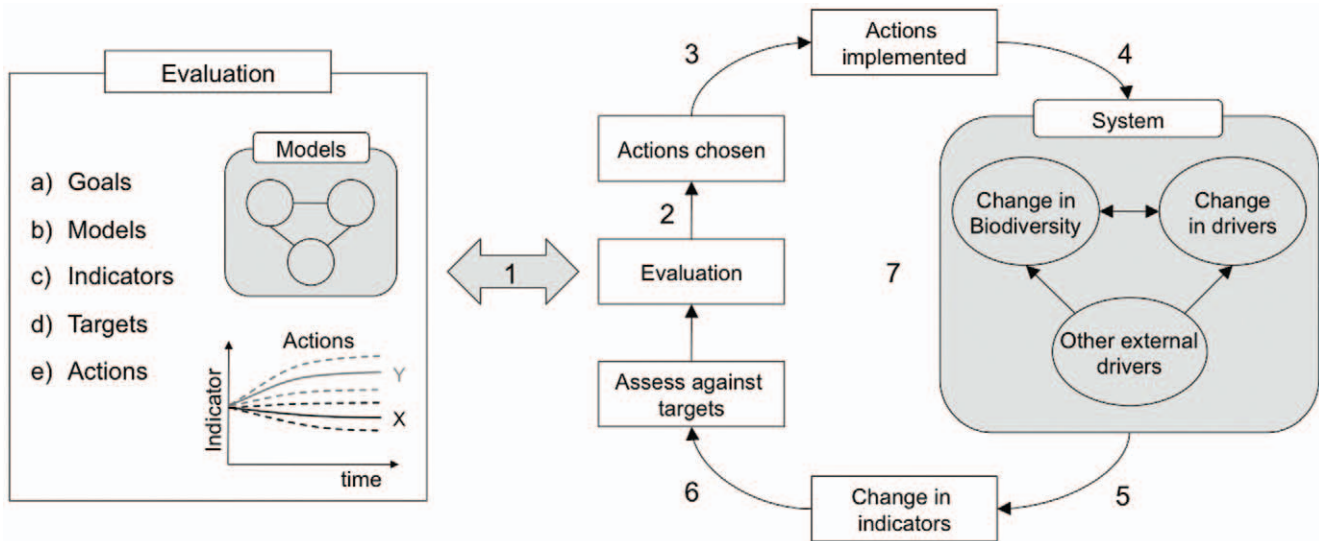 Evaluation
a) Goals
b) Models
c) Indicators
d) Targets
e) Actions
Models
Actions
Indicator
Y
X
time
1
Evaluation
2
Actions chosen
3
Actions
implemented
4
System
Change in
Biodiversity
Change
in drivers
Other external
drivers
7
5
Change in
indicators
6
Assess against
targets